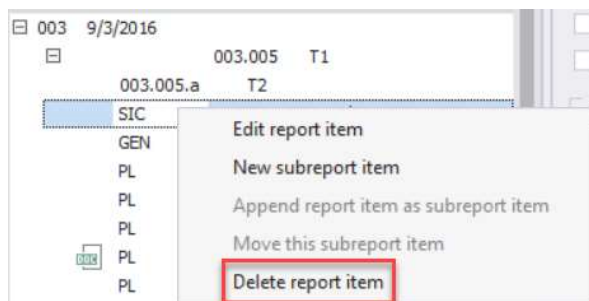 003 9/3/2016
003.005 T1
003.005.a T2
SIC
Edit report item
GEN
New subreport item
PL
Append report item as subreport item
PL
Move this subreport item
PL
DOC PL
Delete report item
PL